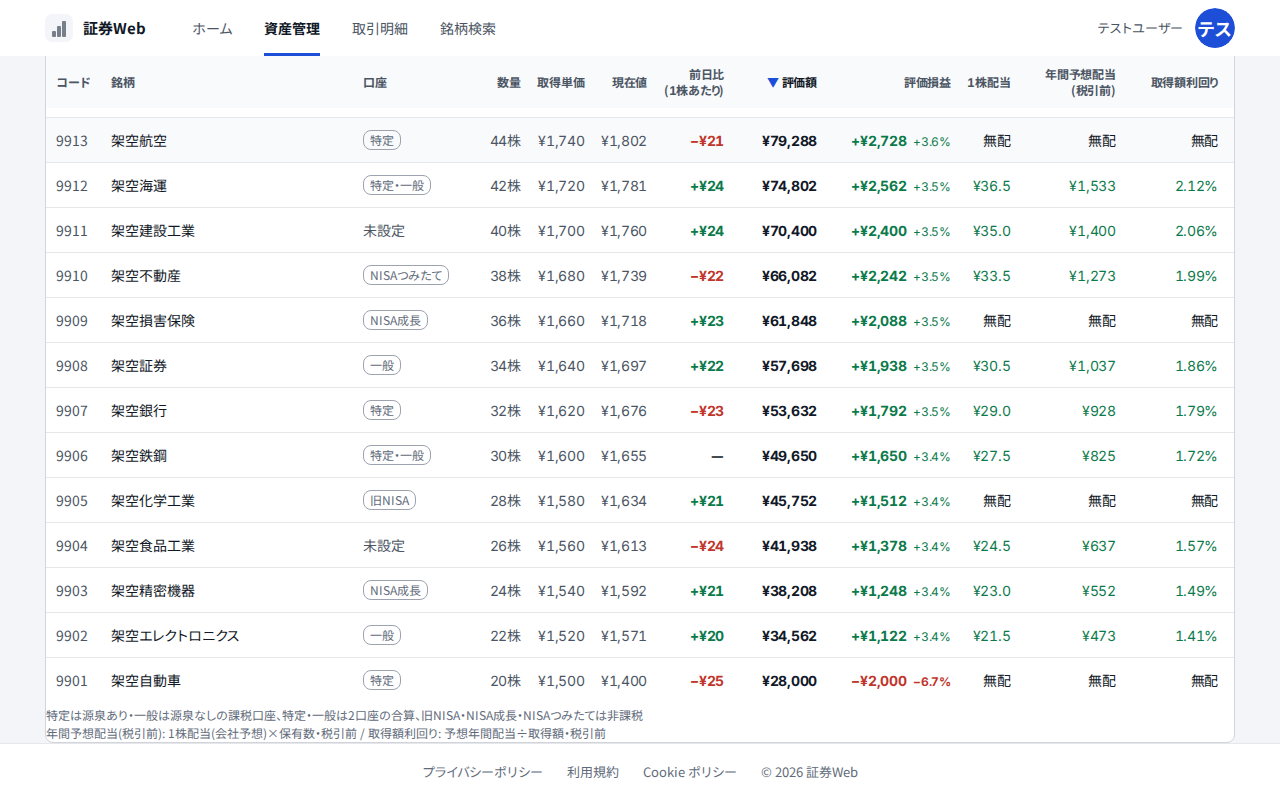 証券Web ホーム 資産管理 取引明細 銘柄検索 テストユーザー テス
コード 銘柄 口座 数量 取得単価 現在値 前日比 (1株あたり) ▼評価額 評価損益 1株配当 年間予想配当 (税引前) 取得額利回り
9913 架空航空 特定 44株 ¥1,740 ¥1,802 −¥21 ¥79,288 +¥2,728 +3.6% 無配 無配 無配
9912 架空海運 特定・一般 42株 ¥1,720 ¥1,781 +¥24 ¥74,802 +¥2,562 +3.5% ¥36.5 ¥1,533 2.12%
9911 架空建設工業 未設定 40株 ¥1,700 ¥1,760 +¥24 ¥70,400 +¥2,400 +3.5% ¥35.0 ¥1,400 2.06%
9910 架空不動産 NISAつみたて 38株 ¥1,680 ¥1,739 −¥22 ¥66,082 +¥2,242 +3.5% ¥33.5 ¥1,273 1.99%
9909 架空損害保険 NISA成長 36株 ¥1,660 ¥1,718 +¥23 ¥61,848 +¥2,088 +3.5% 無配 無配 無配
9908 架空証券 一般 34株 ¥1,640 ¥1,697 +¥22 ¥57,698 +¥1,938 +3.5% ¥30.5 ¥1,037 1.86%
9907 架空銀行 特定 32株 ¥1,620 ¥1,676 −¥23 ¥53,632 +¥1,792 +3.5% ¥29.0 ¥928 1.79%
9906 架空鉄鋼 特定・一般 30株 ¥1,600 ¥1,655 — ¥49,650 +¥1,650 +3.4% ¥27.5 ¥825 1.72%
9905 架空化学工業 旧NISA 28株 ¥1,580 ¥1,634 +¥21 ¥45,752 +¥1,512 +3.4% 無配 無配 無配
9904 架空食品工業 未設定 26株 ¥1,560 ¥1,613 −¥24 ¥41,938 +¥1,378 +3.4% ¥24.5 ¥637 1.57%
9903 架空精密機器 NISA成長 24株 ¥1,540 ¥1,592 +¥21 ¥38,208 +¥1,248 +3.4% ¥23.0 ¥552 1.49%
9902 架空エレクトロニクス 一般 22株 ¥1,520 ¥1,571 +¥20 ¥34,562 +¥1,122 +3.4% ¥21.5 ¥473 1.41%
9901 架空自動車 特定 20株 ¥1,500 ¥1,400 −¥25 ¥28,000 −¥2,000 −6.7% 無配 無配 無配
特定は源泉あり・一般は源泉なしの課税口座、特定・一般は2口座の合算、旧NISA・NISA成長・NISAつみたては非課税
年間予想配当(税引前): 1株配当(会社予想)×保有数・税引前 / 取得額利回り: 予想年間配当÷取得額・税引前
プライバシーポリシー 利用規約 Cookie ポリシー © 2026 証券Web